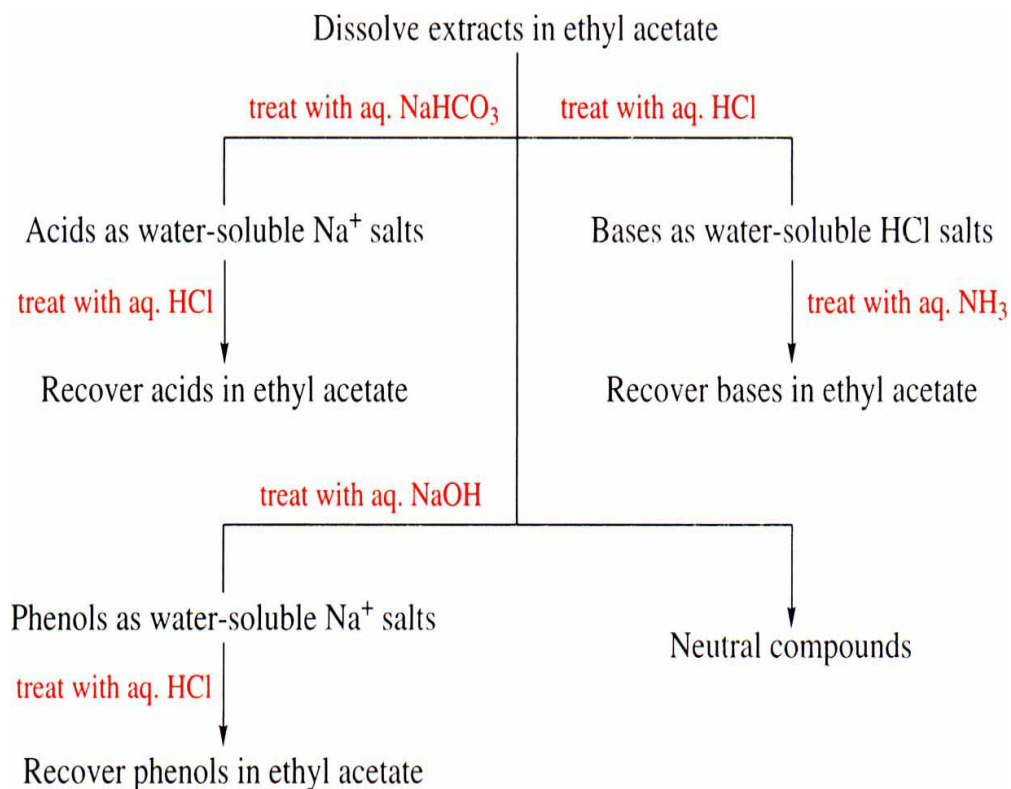 Dissolve extracts in ethyl acetate
treat with aq. NaHCO₃
treat with aq. HCl
Acids as water-soluble Na⁺ salts
Bases as water-soluble HCl salts
treat with aq. HCl
treat with aq. NH₃
Recover acids in ethyl acetate
Recover bases in ethyl acetate
treat with aq. NaOH
Phenols as water-soluble Na⁺ salts
Neutral compounds
treat with aq. HCl
Recover phenols in ethyl acetate